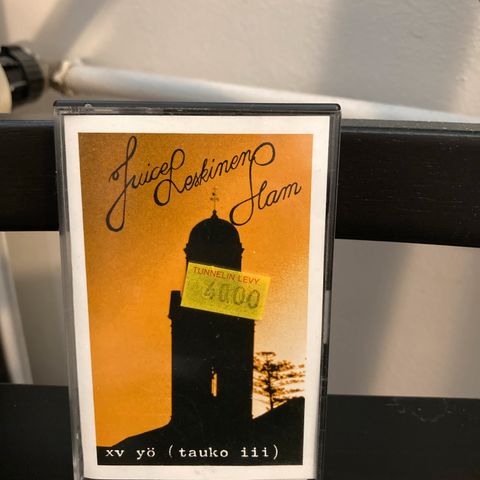 Juice Leskinen
Slam
TUNNELIN LEVY
40.00
xv yö (tauko iii)